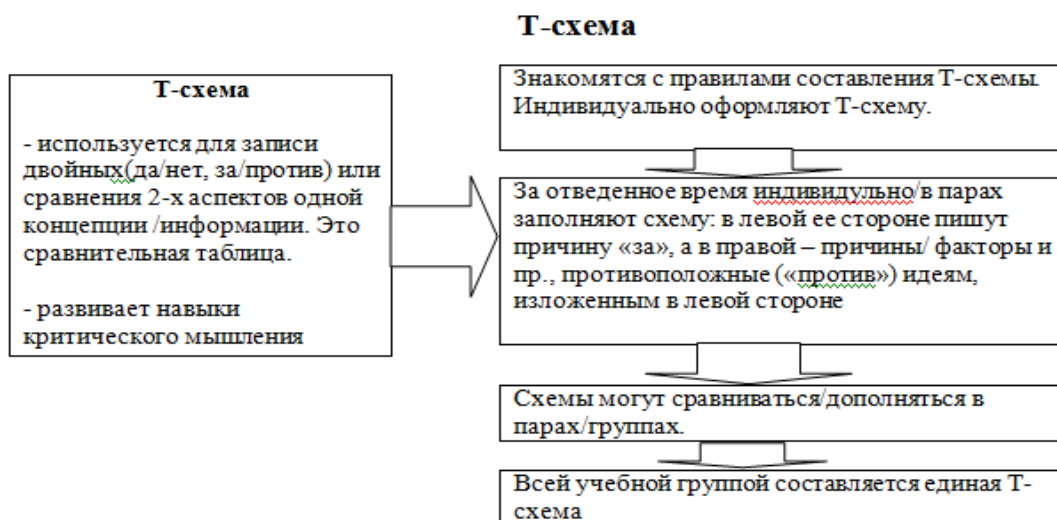 Т-схема
Т-схема
- используется для записи
двойных(да/нет, за/против) или
сравнения 2-х аспектов одной
концепции /информации. Это
сравнительная таблица.
- развивает навыки
критического мышления
Знакомятся с правилами составления Т-схемы.
Индивидуально оформляют Т-схему.
За отведенное время индивидульно/в парах
заполняют схему: в левой ее стороне пишут
причину «за», а в правой – причины/ факторы и
пр., противоположные («против») идеям,
изложенным в левой стороне
Схемы могут сравниваться/дополняться в
парах/группах.
Всей учебной группой составляется единая Т-
схема